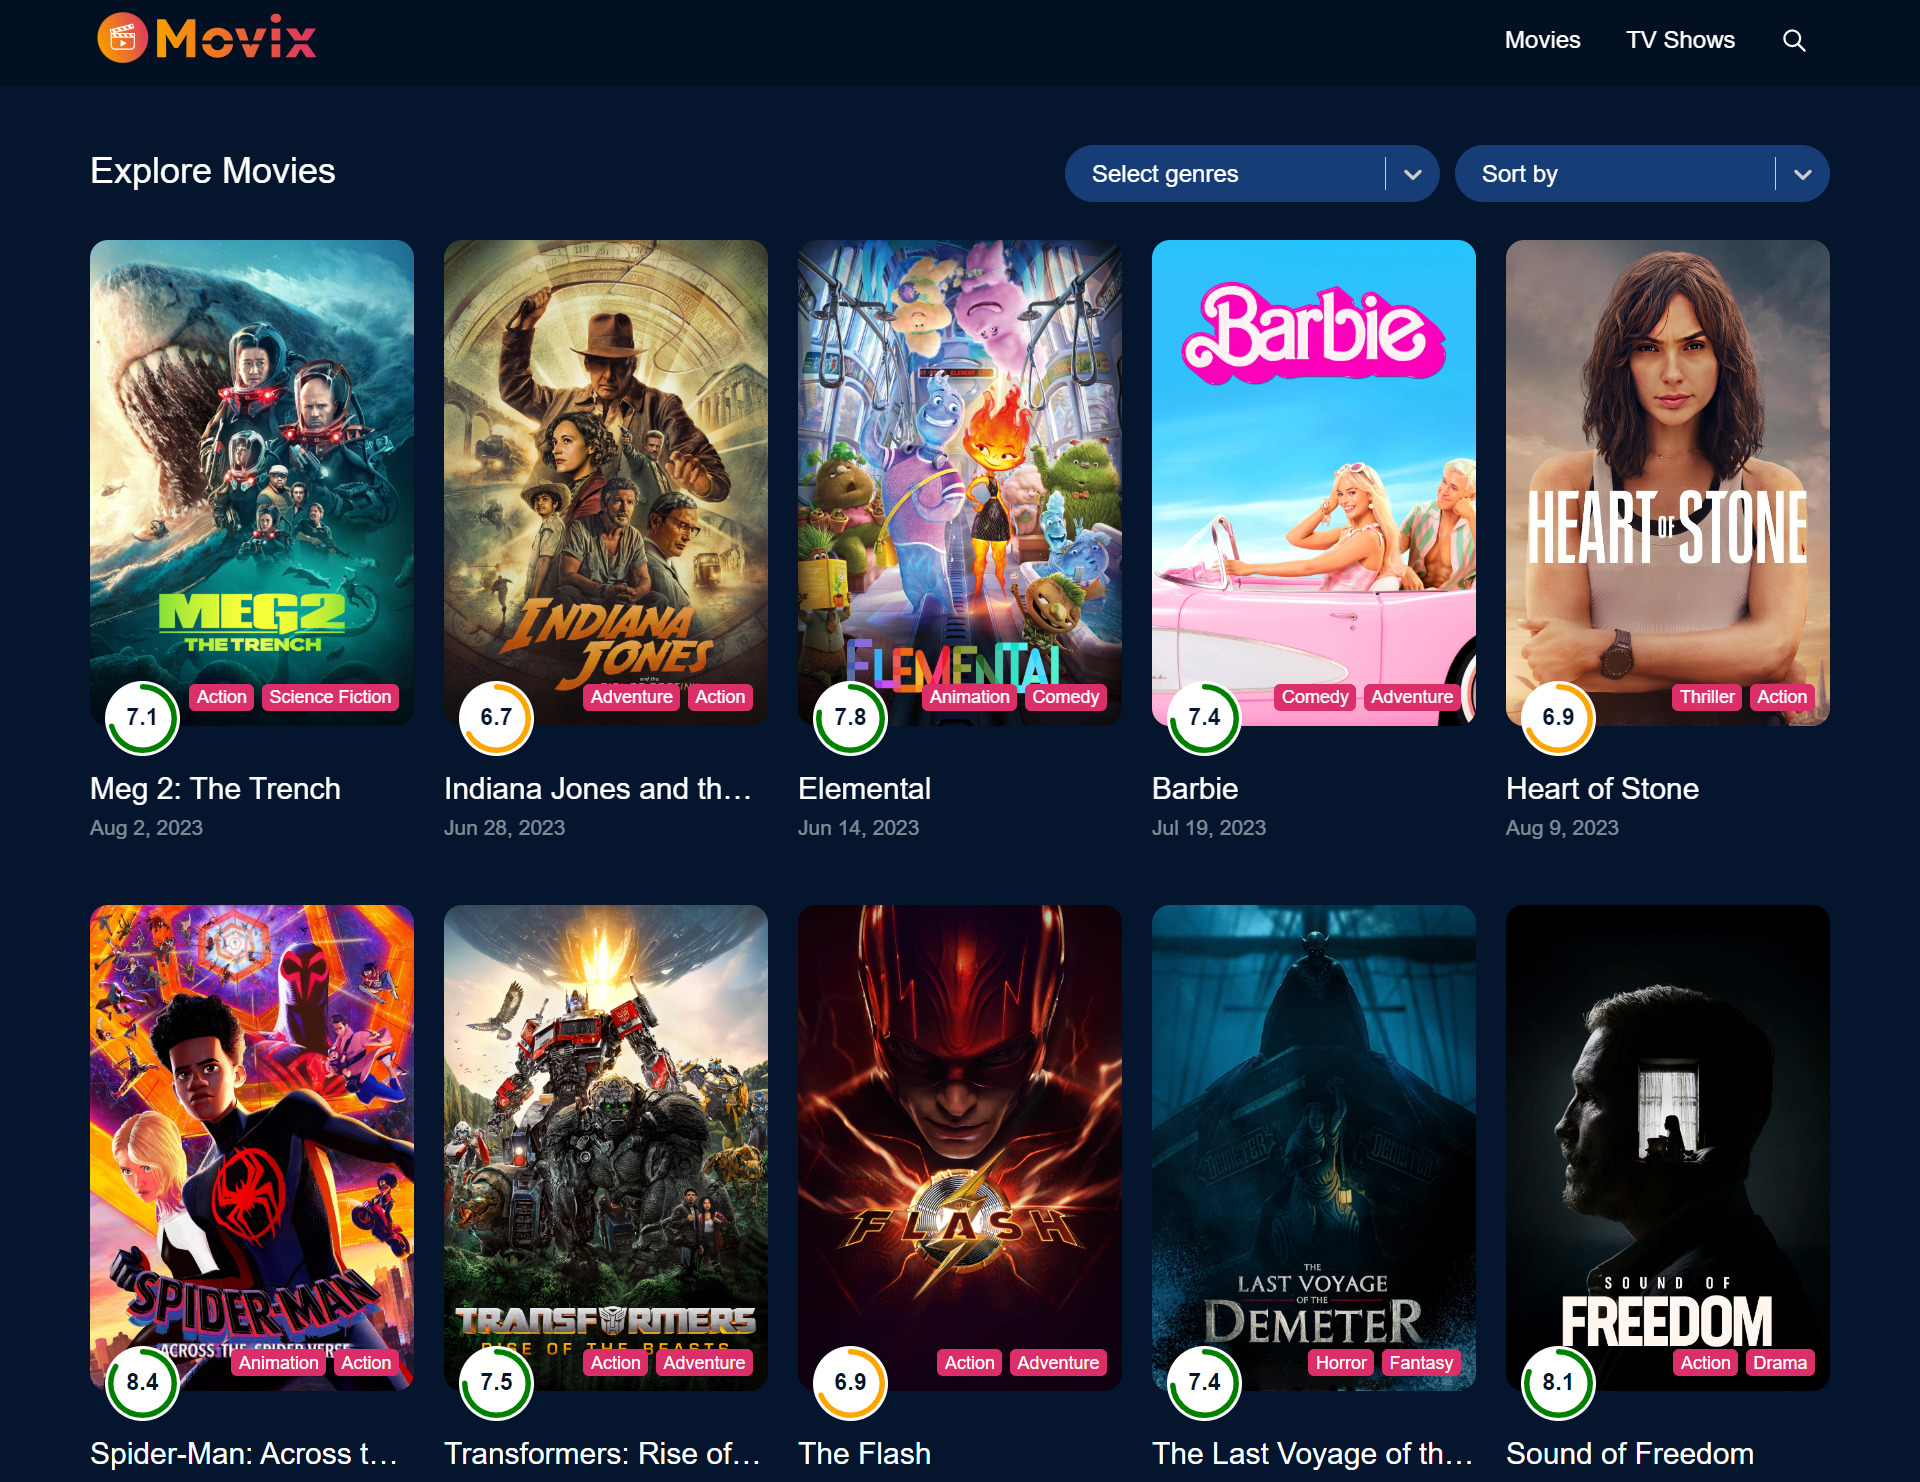 Movix
Movies
TV Shows
Explore Movies
Select genres
Sort by
MEG2
THE TRENCH
7.1
Action
Science Fiction
Meg 2: The Trench
Aug 2, 2023
INDIANA
JONES
and the
6.7
Adventure
Action
Indiana Jones and th...
Jun 28, 2023
ELEMENTAL
7.8
Animation
Comedy
Elemental
Jun 14, 2023
Barbie
7.4
Comedy
Adventure
Barbie
Jul 19, 2023
HEART OF STONE
6.9
Thriller
Action
Heart of Stone
Aug 9, 2023
SPIDER-MAN
ACROSS THE SPIDER-VERSE
8.4
Animation
Action
Spider-Man: Across t...
TRANSFORMERS
RISE OF THE BEASTS
7.5
Action
Adventure
Transformers: Rise of...
FLASH
6.9
Action
Adventure
The Flash
DEMETER
DEMETER
THE
LAST VOYAGE
OF THE
DEMETER
7.4
Horror
Fantasy
The Last Voyage of th...
SOUND OF
FREEDOM
8.1
Action
Drama
Sound of Freedom